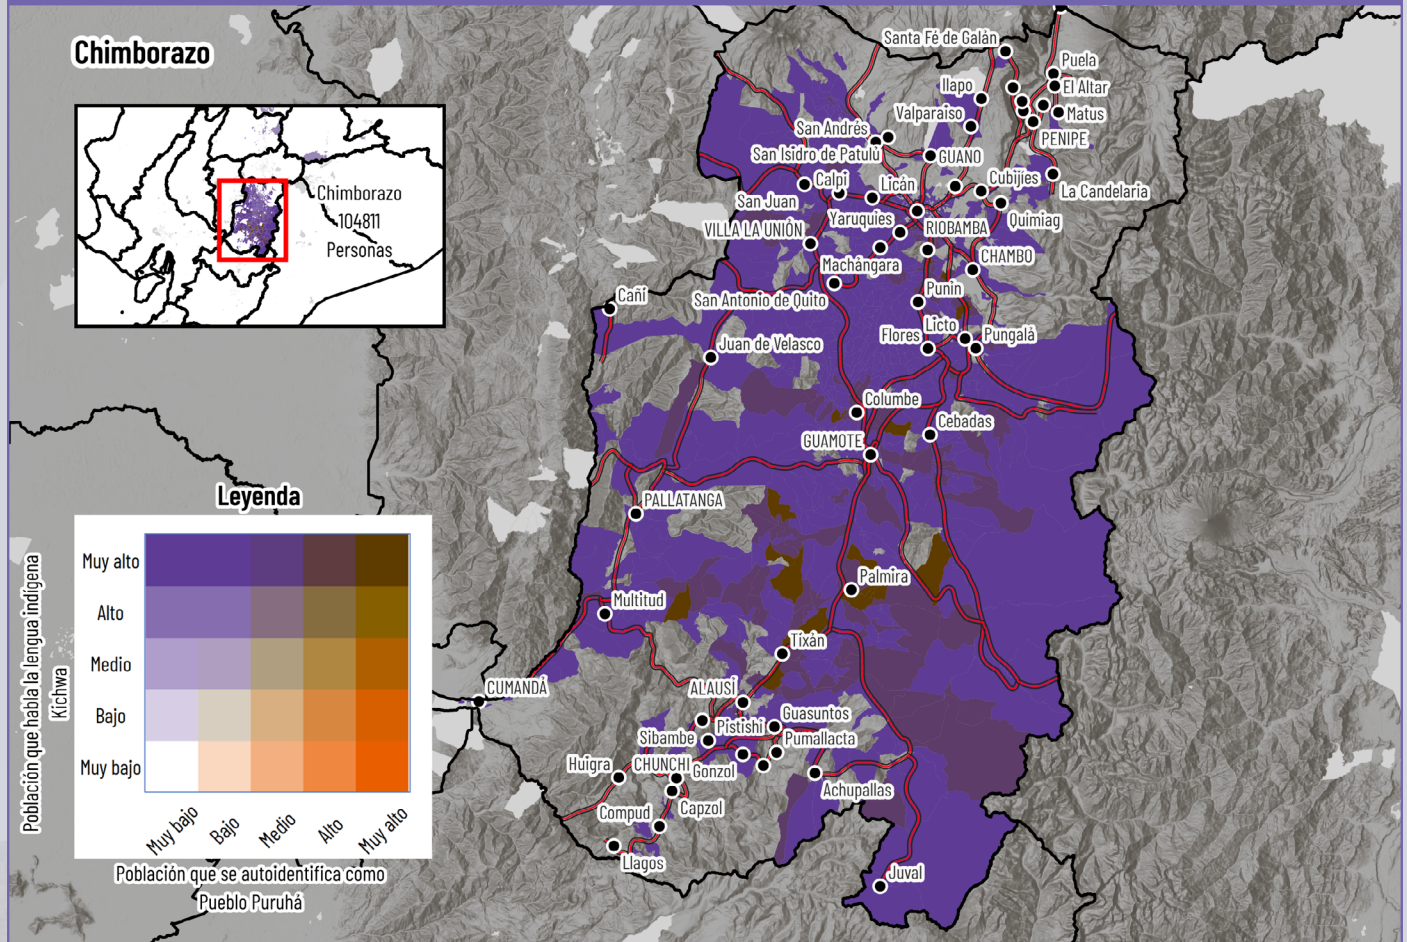 Chimborazo
Chimborazo
104811
Personas
Santa Fé de Galán
Puela
Ilapo
El Altar
Valparaiso
Matus
San Andrés
PENIPE
San Isidro de Patulú
GUANO
Calpi
Licán
Cubijíes
La Candelaria
San Juan
Yaruquíes
Quimiag
VILLA LA UNIÓN
RIOBAMBA
Machángara
CHAMBO
Cañi
San Antonio de Quito
Punin
Juan de Velasco
Flores
Licto
Pungalá
Columbe
Cebadas
GUAMOTE
PALLATANGA
Palmira
Multitud
Tixán
CUMANDÁ
ALAUSÍ
Guasuntos
Pistishí
Sibambe
Pumallacta
Huigra
CHUNCHI
Gonzol
Achupallas
Compud
Capzol
Llagos
Juval
Leyenda
Población que habla la lengua indígena
Kichwa
Muy alto
Alto
Medio
Bajo
Muy bajo
Muy bajo
Bajo
Medio
Alto
Muy alto
Población que se autoidentifica como
Pueblo Puruhá